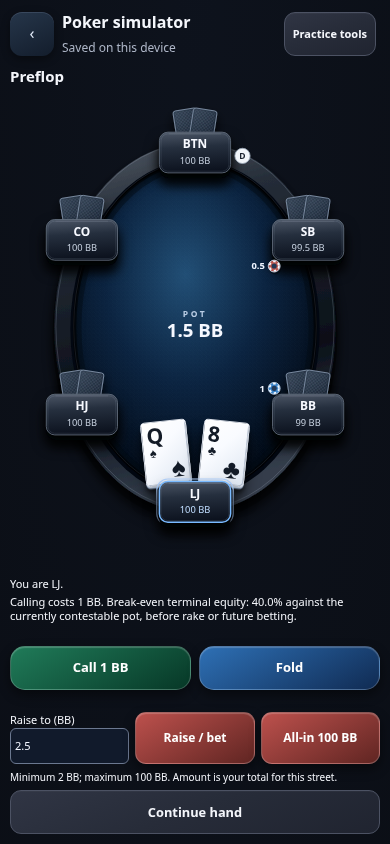 ‹
Poker simulator
Saved on this device
Practice tools
Preflop
BTN
100 BB
D
CO
100 BB
SB
99.5 BB
0.5
POT
1.5 BB
1
HJ
100 BB
BB
99 BB
Q
♠
♠
8
♣
♣
LJ
100 BB
You are LJ.
Calling costs 1 BB. Break-even terminal equity: 40.0% against the
currently contestable pot, before rake or future betting.
Call 1 BB
Fold
Raise to (BB)
2.5
Raise / bet
All-in 100 BB
Minimum 2 BB; maximum 100 BB. Amount is your total for this street.
Continue hand